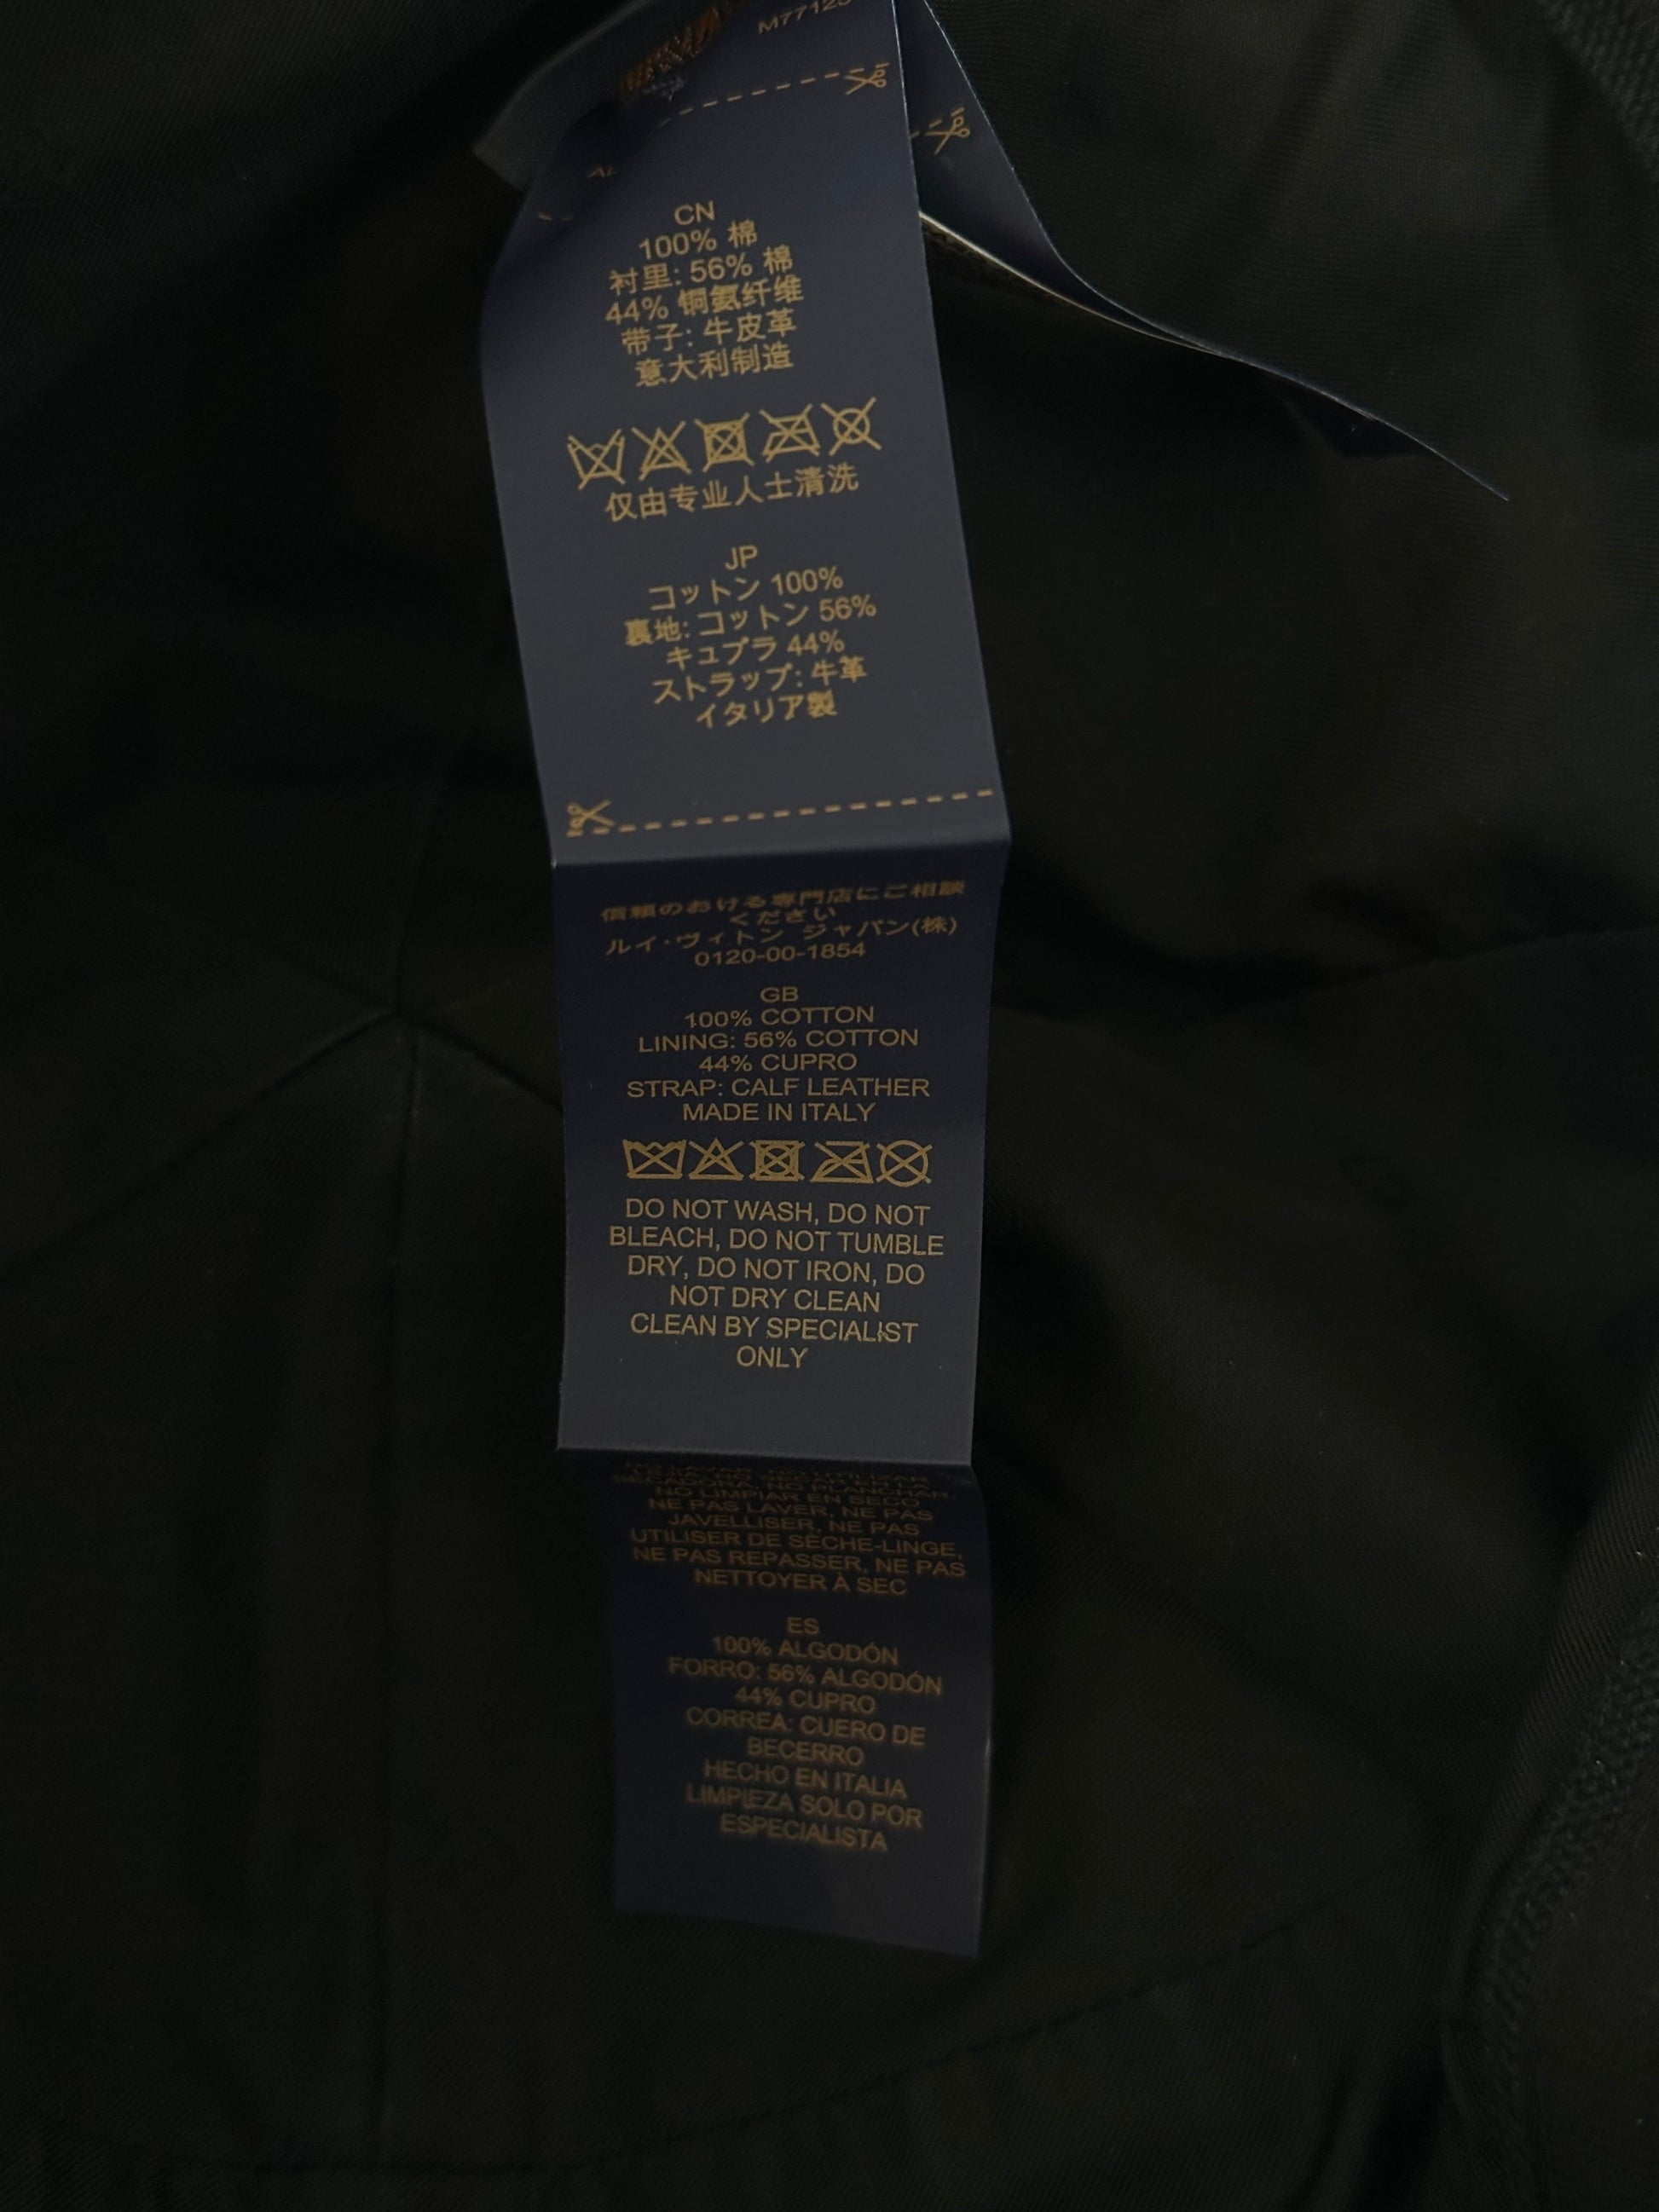 CN
100% 棉
衬里: 56% 棉
44% 铜氨纤维
带子: 牛皮革
意大利制造
仅由专业人士清洗
JP
コットン 100%
裏地: コットン 56%
キュプラ 44%
ストラップ: 牛革
イタリア製
信頼のおける専門店にご相談
ください
ルイ・ヴィトン ジャパン(株)
0120-00-1854
GB
100% COTTON
LINING: 56% COTTON
44% CUPRO
STRAP: CALF LEATHER
MADE IN ITALY
DO NOT WASH, DO NOT
BLEACH, DO NOT TUMBLE
DRY, DO NOT IRON, DO
NOT DRY CLEAN
CLEAN BY SPECIALIST
ONLY
SECADORA, NO PLANCHAR,
NO LIMPIAR EN SECO
NE PAS LAVER, NE PAS
JAVELLISER, NE PAS
UTILISER DE SÈCHE-LINGE,
NE PAS REPASSER, NE PAS
NETTOYER À SEC
ES
100% ALGODÓN
FORRO: 56% ALGODÓN
44% CUPRO
CORREA: CUERO DE
BECERRO
HECHO EN ITALIA
LIMPIEZA SOLO POR
ESPECIALISTA